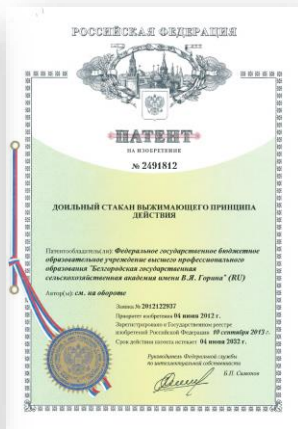 РОССИЙСКАЯ ФЕДЕРАЦИЯ
ПАТЕНТ
НА ИЗОБРЕТЕНИЕ
№ 2491812
ДОИЛЬНЫЙ СТАКАН ВЫЖИМАЮЩЕГО ПРИНЦИПА
ДЕЙСТВИЯ
Патентообладатель(ли): Федеральное государственное бюджетное
образовательное учреждение высшего профессионального
образования "Белгородская государственная
сельскохозяйственная академия имени В.Я. Горина" (RU)
Автор(ы): см. на обороте
Заявка № 2012122937
Приоритет изобретения 04 июня 2012 г.
Зарегистрировано в Государственном реестре
изобретений Российской Федерации 10 сентября 2013 г.
Срок действия патента истекает 04 июня 2032 г.
Руководитель Федеральной службы
по интеллектуальной собственности
Б.П. Симонов